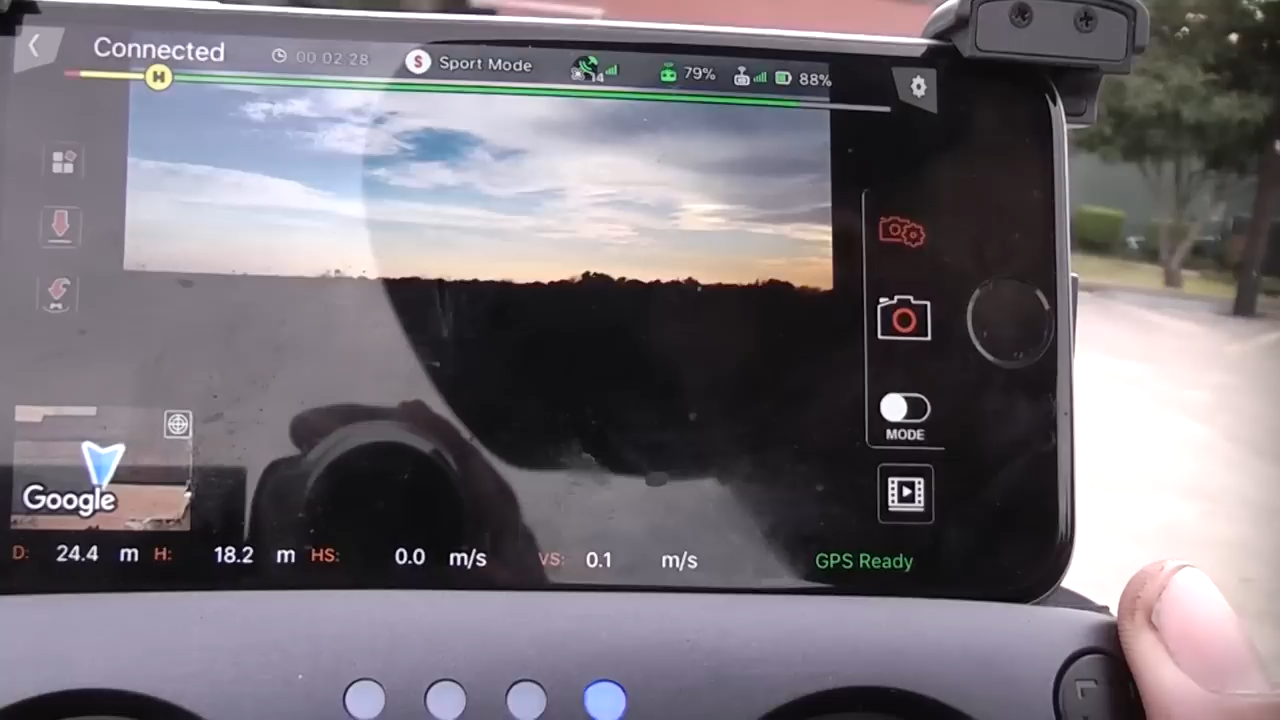 Connected 00 02 28 S Sport Mode 14 79% 88%
H
MODE
Google
D: 24.4 m H: 18.2 m HS: 0.0 m/s VS: 0.1 m/s GPS Ready